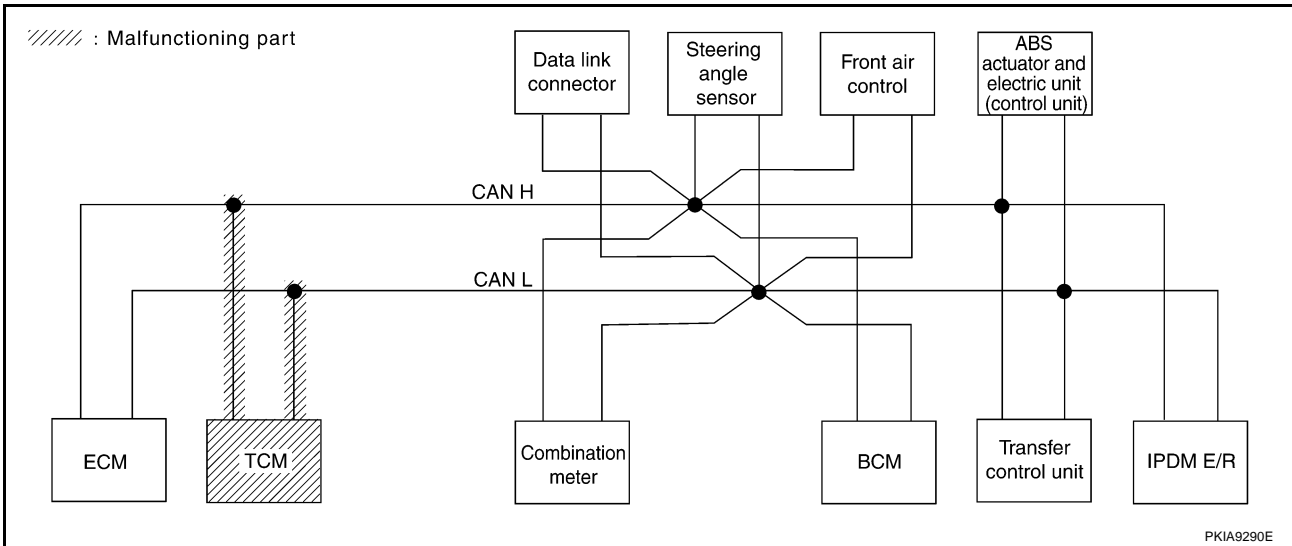 : Malfunctioning part
Data link
connector
Steering
angle
sensor
Front air
control
ABS
actuator and
electric unit
(control unit)
CAN H
CAN L
ECM
TCM
Combination
meter
BCM
Transfer
control unit
IPDM E/R
PKIA9290E